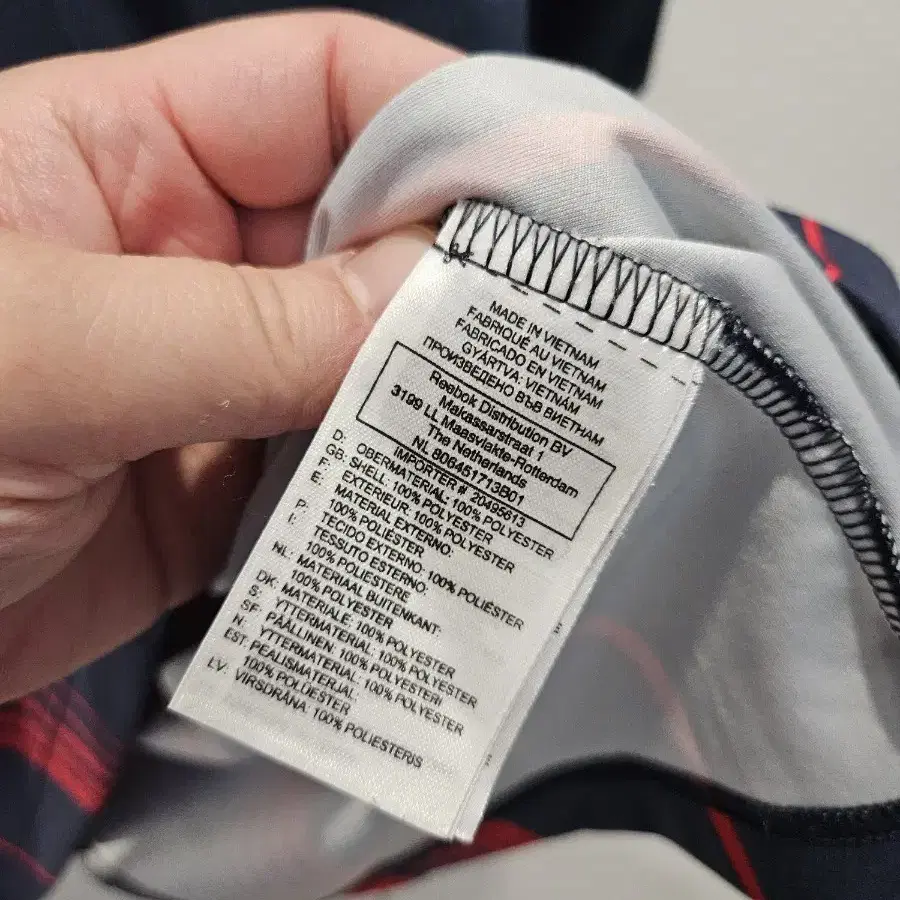 MADE IN VIETNAM
FABRIQUÉ AU VIETNAM
FABRICADO EN VIETNAM
GYÁRTVA: VIETNÁM
ПРОИЗВЕДЕНО ВЪВ ВИЕТНАМ
Reebok Distribution BV
Makassarstraat 1
3199 LL Maasvlakte-Rotterdam
The Netherlands
NL 806451713B01
IMPORTER # 20495613
D: OBERMATERIAL: 100% POLYESTER
GB: SHELL: 100% POLYESTER
F: EXTERIEUR: 100% POLYESTER
E: MATERIAL EXTERNO:
100% POLIÉSTER
P: TECIDO EXTERNO: 100% POLIÉSTER
I: TESSUTO ESTERNO:
100% POLIESTERE
NL: MATERIAAL BUITENKANT:
100% POLYESTER
DK: MATERIALE: 100% POLYESTER
S: YTTERMATERIAL: 100% POLYESTER
SF: PÄÄLLINEN: 100% POLYESTERI
N: YTTERMATERIAL: 100% POLYESTER
EST: PEALISMATERJAL:
100% POLÜESTER
LV: VIRSDRĀNA: 100% POLIESTERIS